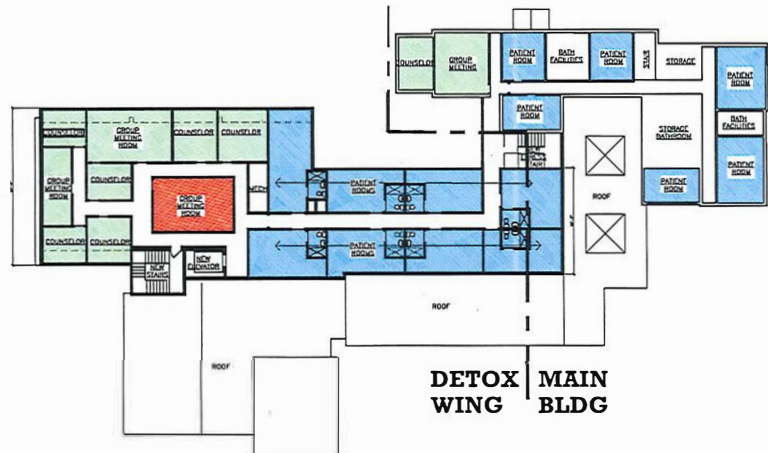 COUNSELOR
GROUP
MEETING
PATIENT
ROOM
BATH
FACILITIES
PATIENT
ROOM
STAIR
STORAGE
PATIENT
ROOM
PATIENT
ROOM
BATH
FACILITIES
STORAGE
BATHROOM
PATIENT
ROOM
PATIENT
ROOM
COUNSELOR
GROUP
MEETING
ROOM
COUNSELOR
COUNSELOR
GROUP
MEETING
ROOM
COUNSELOR
GROUP
MEETING
ROOM
MECH
PATIENT
ROOMS
ROOF
COUNSELOR
COUNSELOR
NEW
STAIRS
NEW
ELEVATOR
PATIENT
ROOMS
ROOF
ROOF
DETOX
WING
MAIN
BLDG